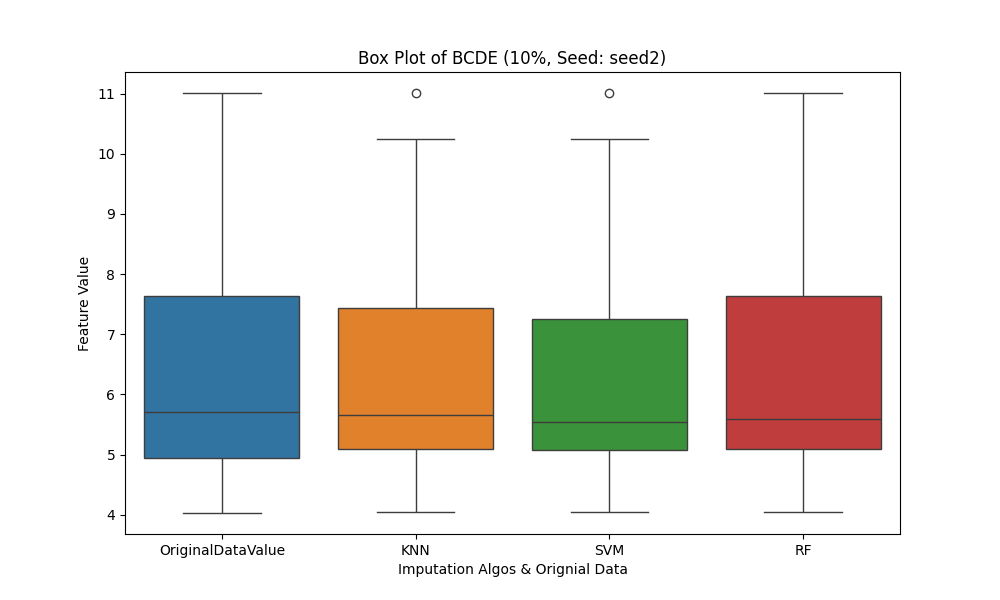 Box Plot of BCDE (10%, Seed: seed2)
Feature Value
11
10
9
8
7
6
5
4
OriginalDataValue KNN SVM RF
Imputation Algos & Orignial Data